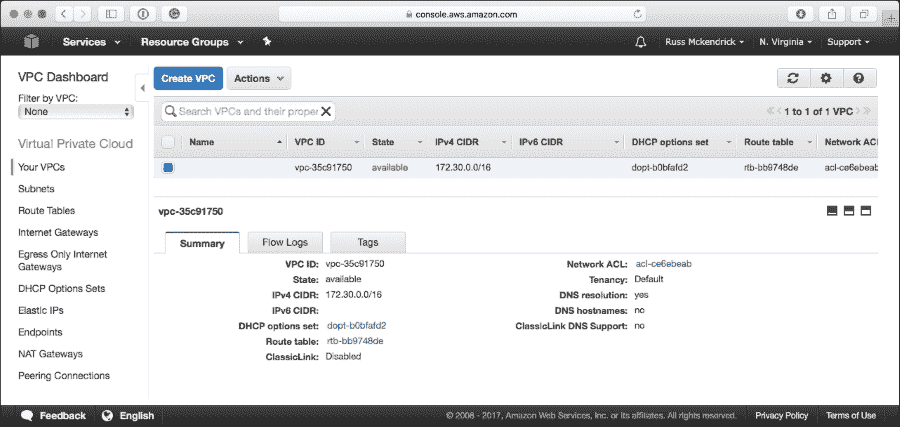 console.aws.amazon.com
Services Resource Groups Russ Mckendrick N. Virginia Support
VPC Dashboard
Filter by VPC:
None
Virtual Private Cloud
Your VPCs
Subnets
Route Tables
Internet Gateways
Egress Only Internet
Gateways
DHCP Options Sets
Elastic IPs
Endpoints
NAT Gateways
Peering Connections
Create VPC Actions
Search VPCs and their proper
1 to 1 of 1 VPC
Name VPC ID State IPv4 CIDR IPv6 CIDR DHCP options set Route table Network ACL
vpc-35c91750 available 172.30.0.0/16 dopt-b0bfafd2 rtb-bb9748de acl-ce6ebeab
vpc-35c91750
Summary Flow Logs Tags
VPC ID: vpc-35c91750
State: available
IPv4 CIDR: 172.30.0.0/16
IPv6 CIDR:
DHCP options set: dopt-b0bfafd2
Route table: rtb-bb9748de
ClassicLink: Disabled
Network ACL: acl-ce6ebeab
Tenancy: Default
DNS resolution: yes
DNS hostnames: no
ClassicLink DNS Support: no
Feedback English © 2008 - 2017, Amazon Web Services, Inc. or its affiliates. All rights reserved. Privacy Policy Terms of Use